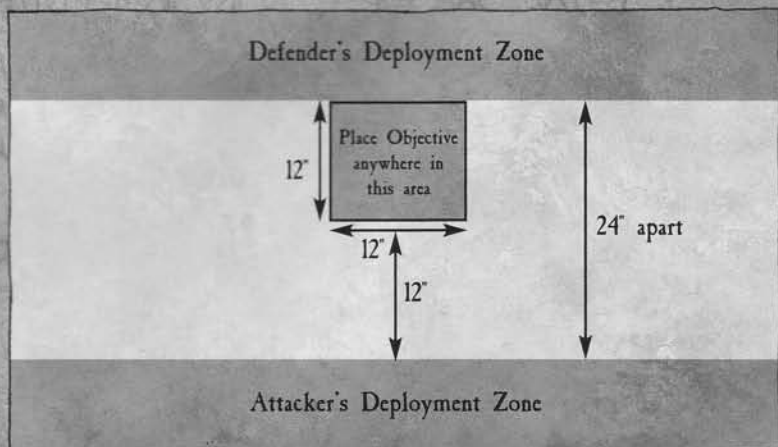 Defender's Deployment Zone
Place Objective
anywhere in
this area
12"
12"
24" apart
12"
Attacker's Deployment Zone